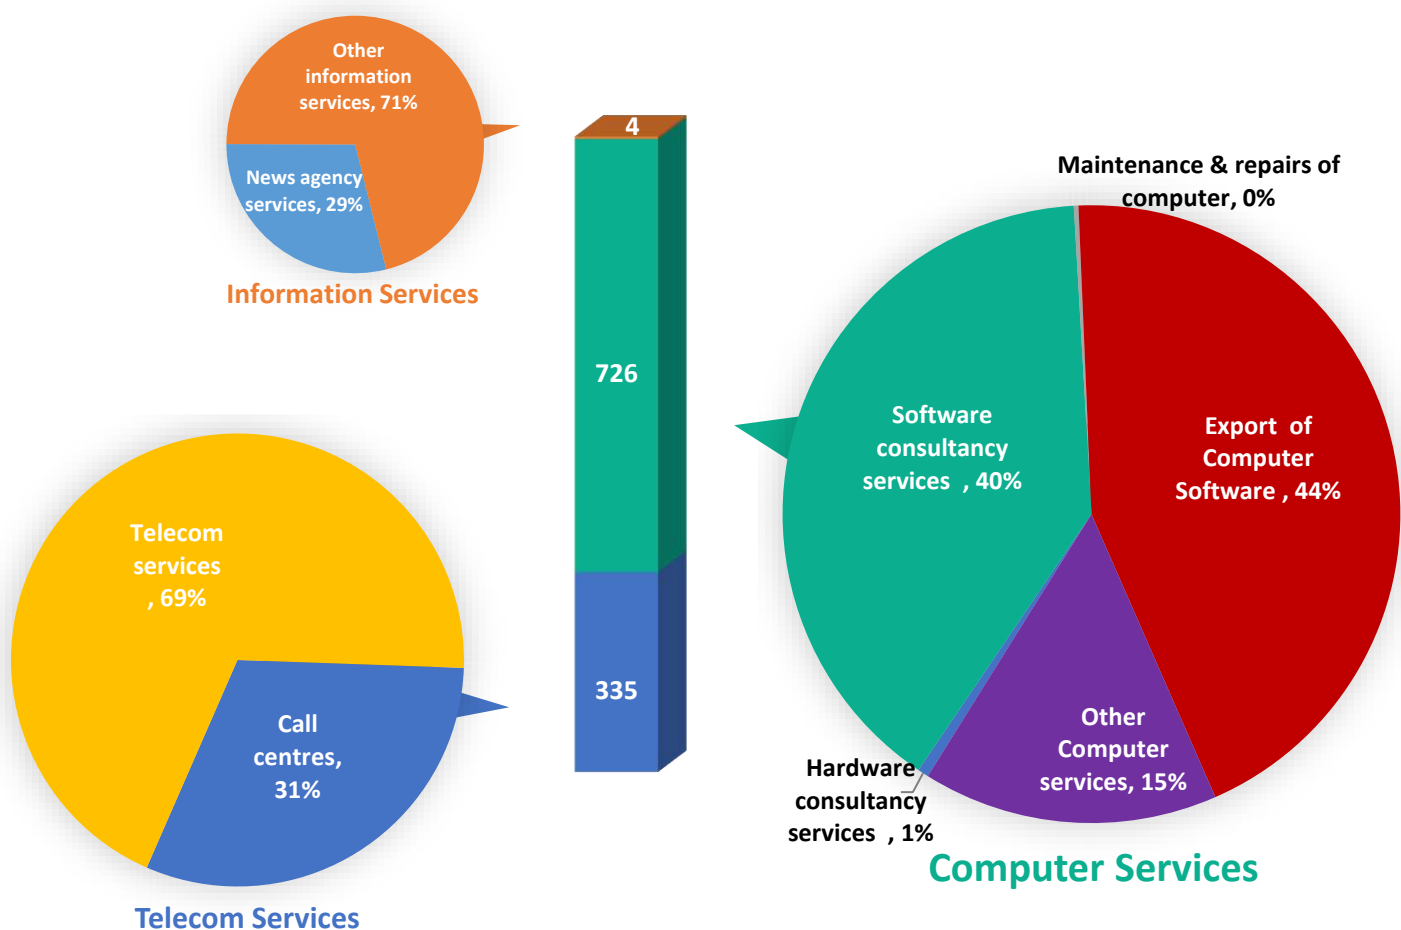 Other
information
services, 71%
News agency
services, 29%
Information Services
4
726
335
Maintenance & repairs of
computer, 0%
Software
consultancy
services , 40%
Export of
Computer
Software , 44%
Other
Computer
services, 15%
Hardware
consultancy
services , 1%
Computer Services
Telecom
services
, 69%
Call
centres,
31%
Telecom Services